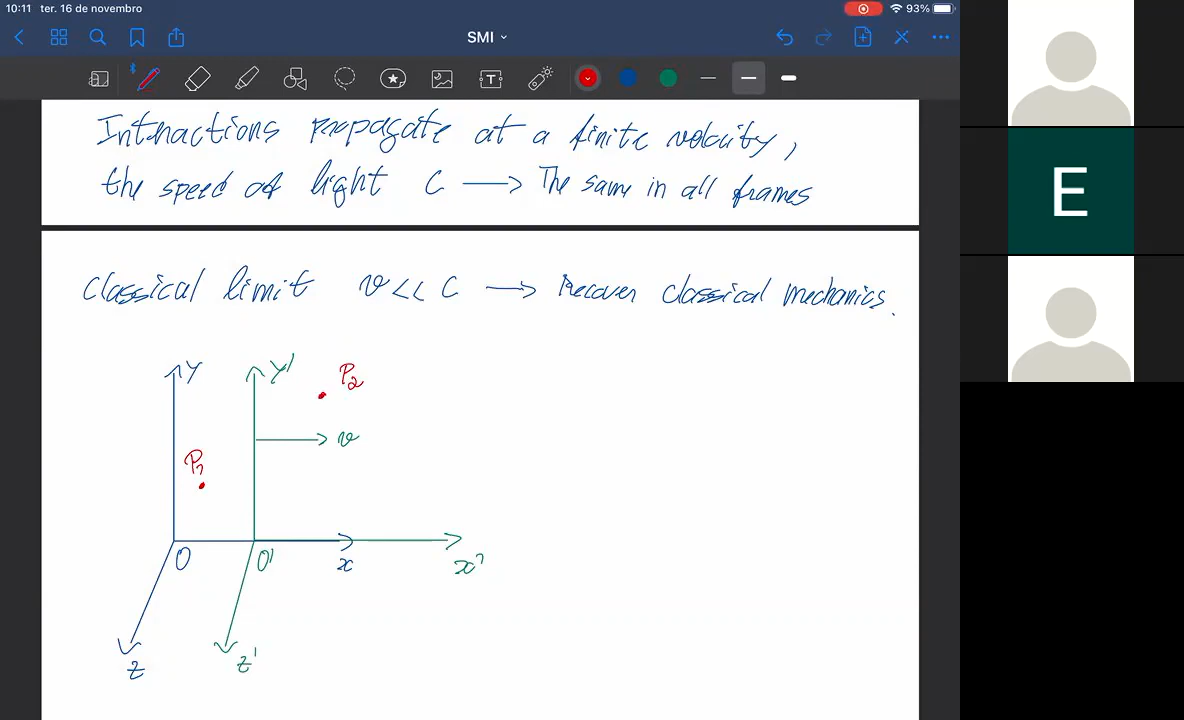 10:11 ter. 16 de novembro
93%
SMI
T
E
Interactions propagate at a finite velocity,
the speed of light C → The same in all frames
Classical limit v << C → Recover classical mechanics.
Y
Y'
P2
v
P1
O
O'
x
x'
z
z'